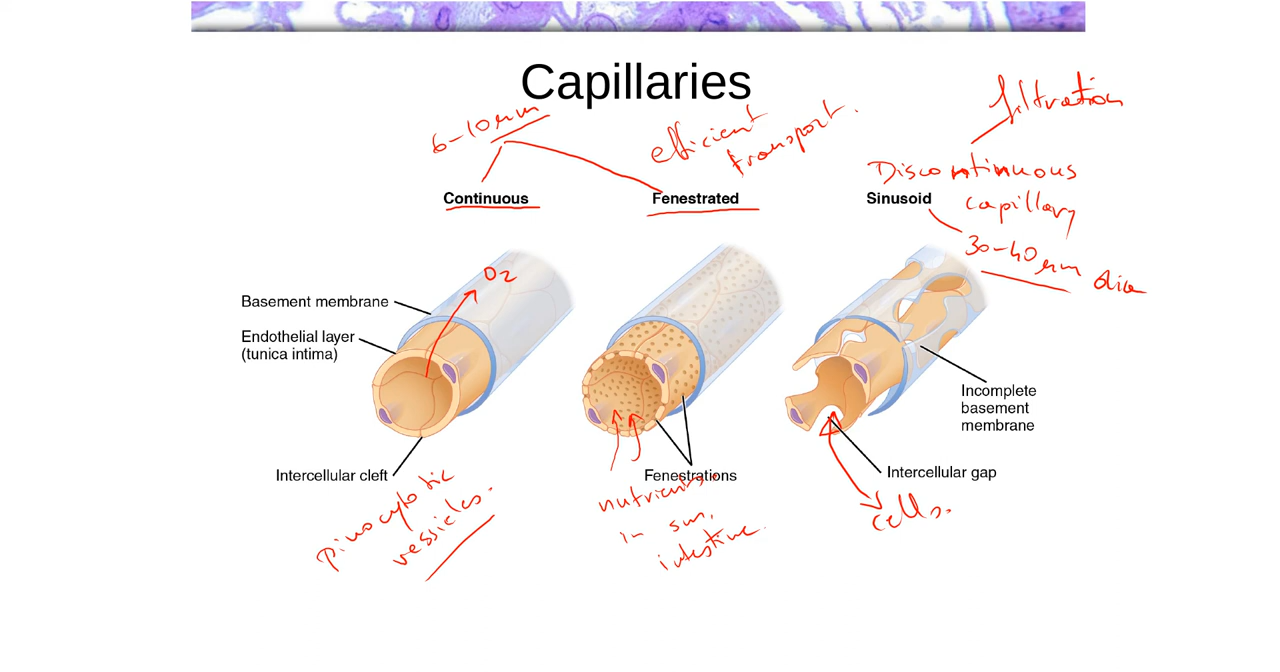 Capillaries
6-10 µm
efficient
transport.
filtration
Continuous
Fenestrated
Sinusoid
Discontinuous
capillary
30-40 µm dia
O2
Basement membrane
Endothelial layer
(tunica intima)
Intercellular cleft
pinocytotic
vessicles.
Fenestrations
nutrients
in sm.
intestine.
Incomplete
basement
membrane
Intercellular gap
cells.